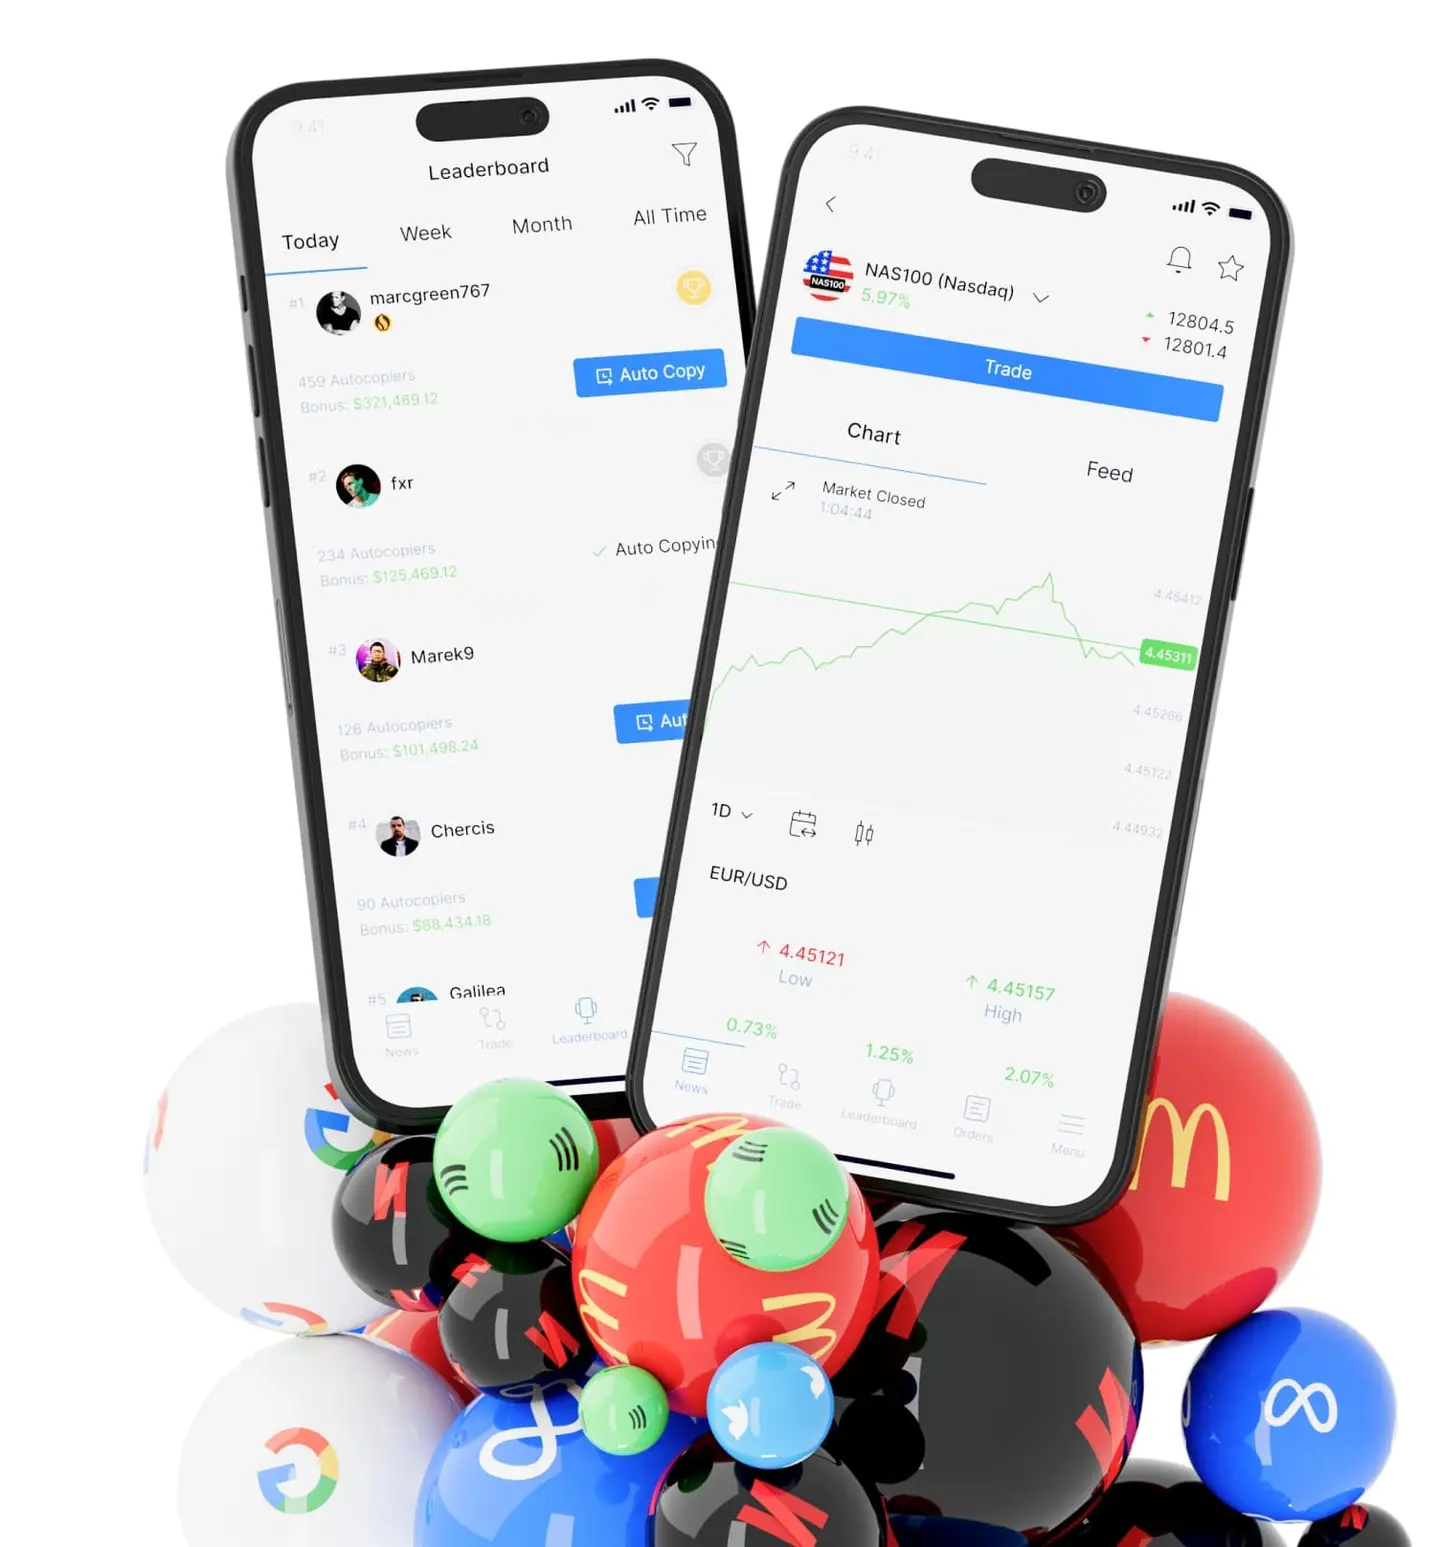 9:41
Leaderboard
Today
Week
Month
All Time
#1
marcgreen767
459 Autocopiers
Bonus: $321,469.12
Auto Copy
#2
fxr
234 Autocopiers
Bonus: $125,469.12
Auto Copying
#3
Marek9
126 Autocopiers
Bonus: $101,498.24
Aut
#4
Chercis
90 Autocopiers
Bonus: $88,434.18
#5
Galilea
News
Trade
Leaderboard
9:41
NAS100
NAS100 (Nasdaq)
5.97%
12804.5
12801.4
Trade
Chart
Feed
Market Closed
1:04:44
4.45412
4.45311
4.45266
4.45122
4.44932
1D
EUR/USD
4.45121
Low
4.45157
High
0.73%
1.25%
2.07%
News
Trade
Leaderboard
Orders
Menu